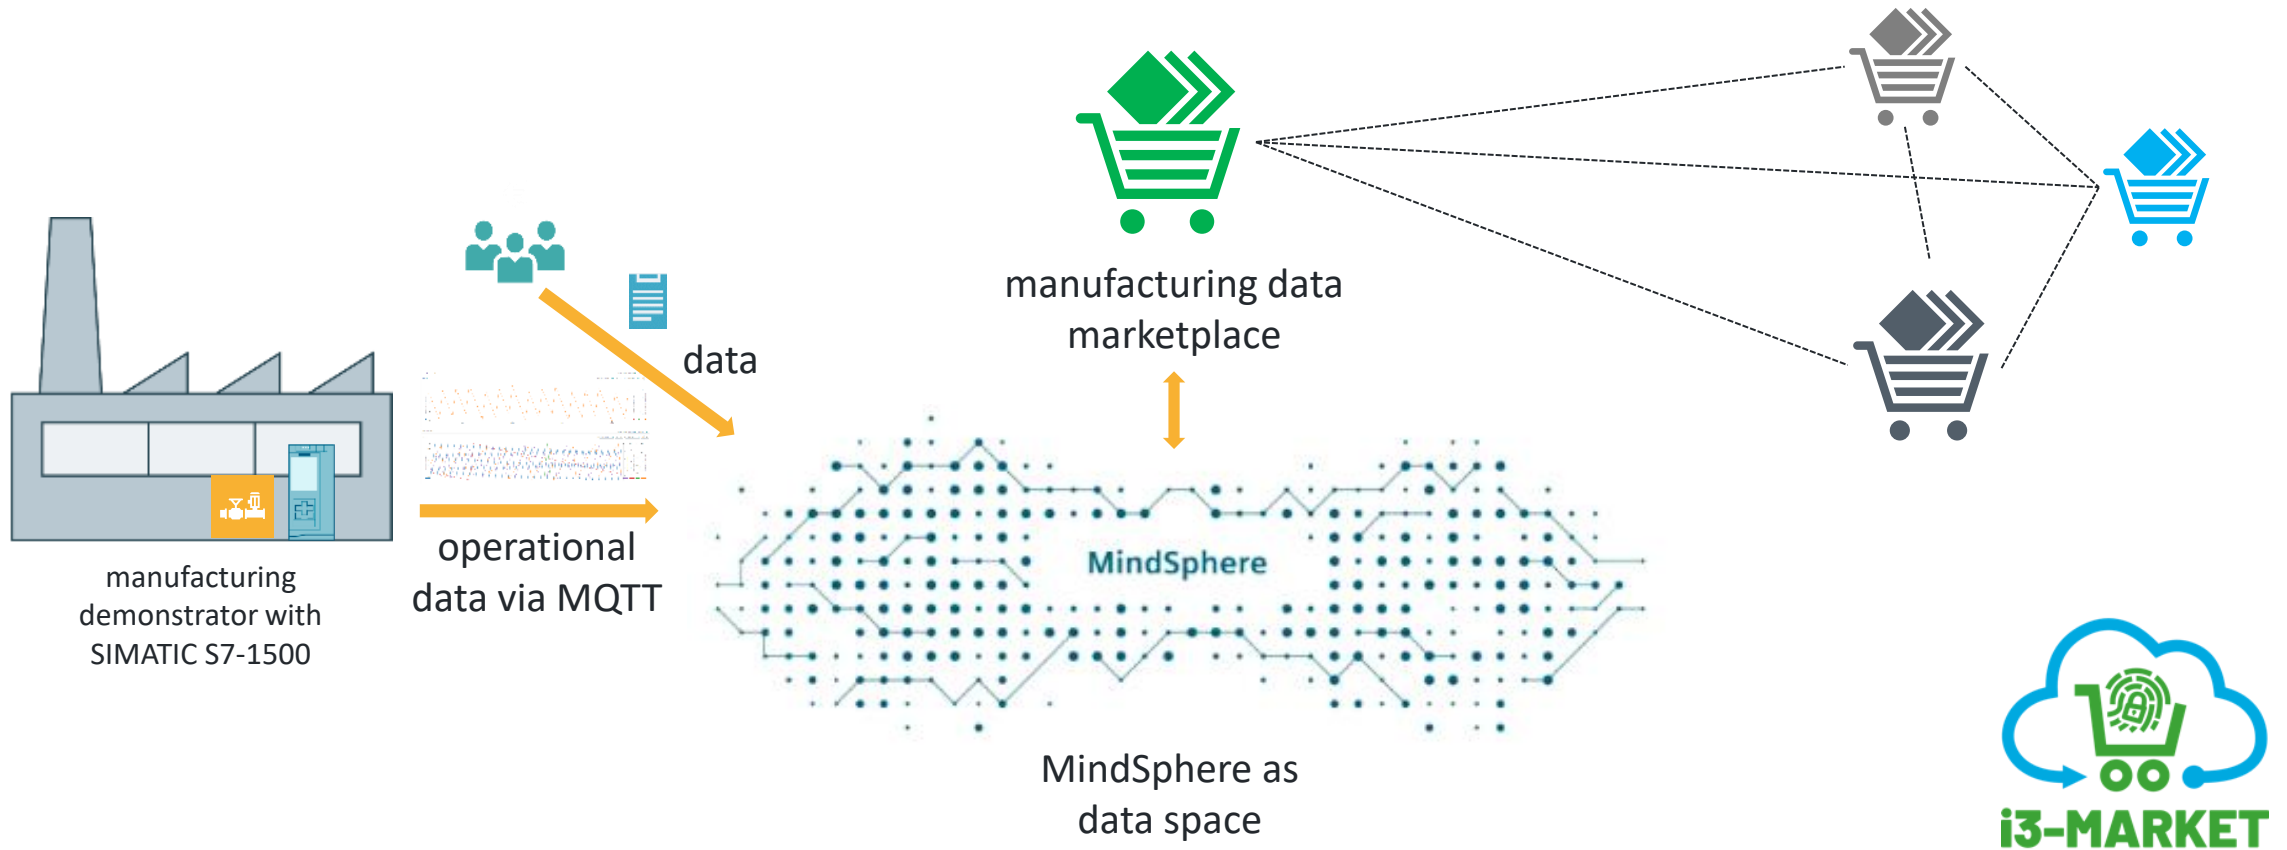 manufacturing data
marketplace
data
operational
data via MQTT
manufacturing
demonstrator with
SIMATIC S7-1500
MindSphere
MindSphere as
data space
i3-MARKET